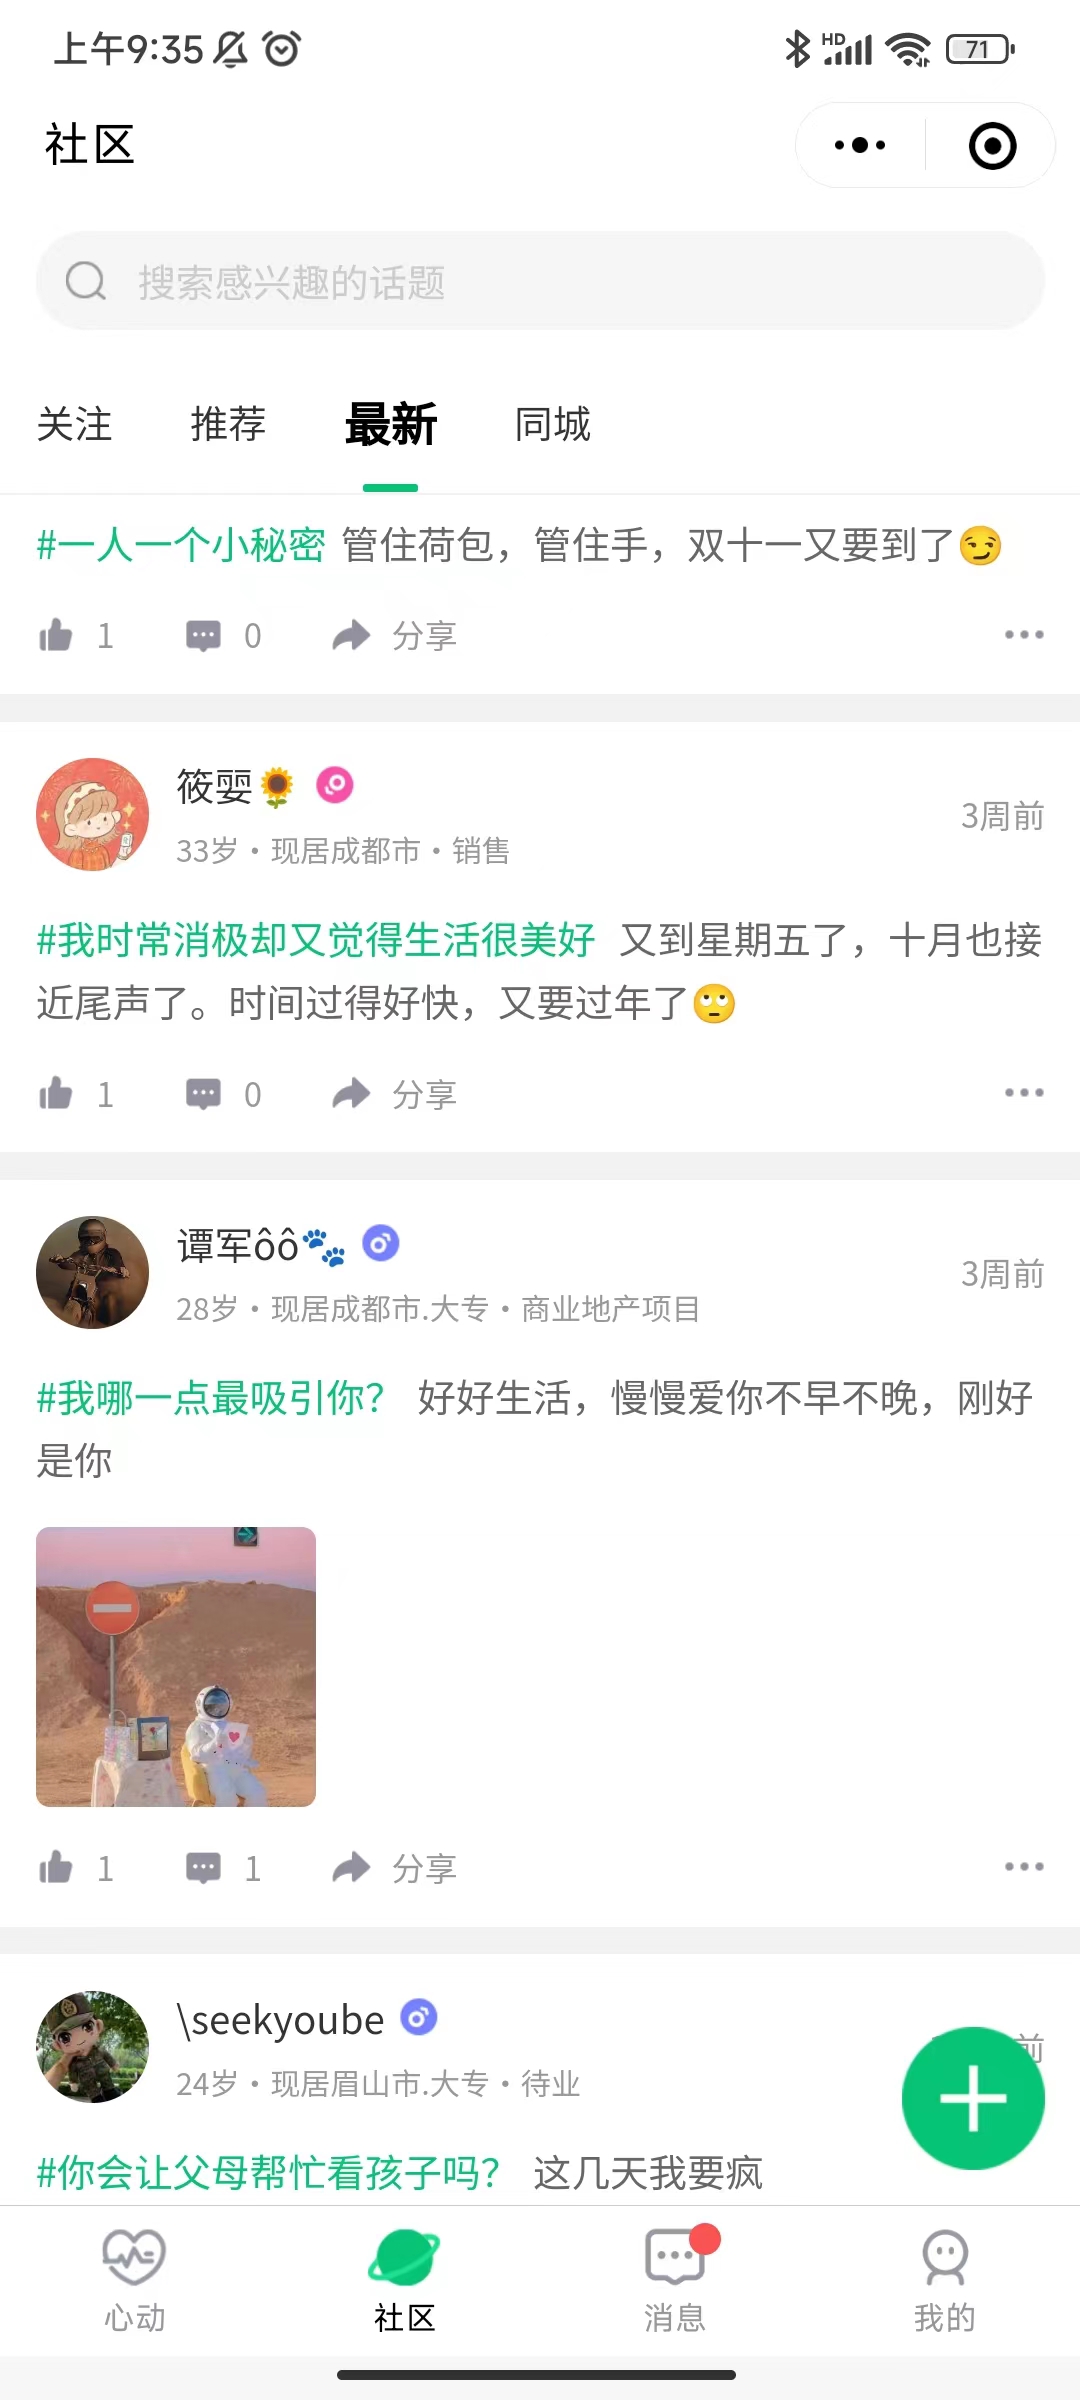 上午9:35 HD 71
社区
搜索感兴趣的话题
关注 推荐 最新 同城
#一人一个小秘密 管住荷包，管住手，双十一又要到了😏
1 0 分享
筱婴🌻
3周前
33岁·现居成都市·销售
#我时常消极却又觉得生活很美好 又到星期五了，十月也接
近尾声了。时间过得好快，又要过年了🙄
1 0 分享
谭军ôô🐾
3周前
28岁·现居成都市.大专·商业地产项目
#我哪一点最吸引你？ 好好生活，慢慢爱你不早不晚，刚好
是你
1 1 分享
\seekyoube
前
24岁·现居眉山市.大专·待业
#你会让父母帮忙看孩子吗？ 这几天我要疯
心动 社区 消息 我的